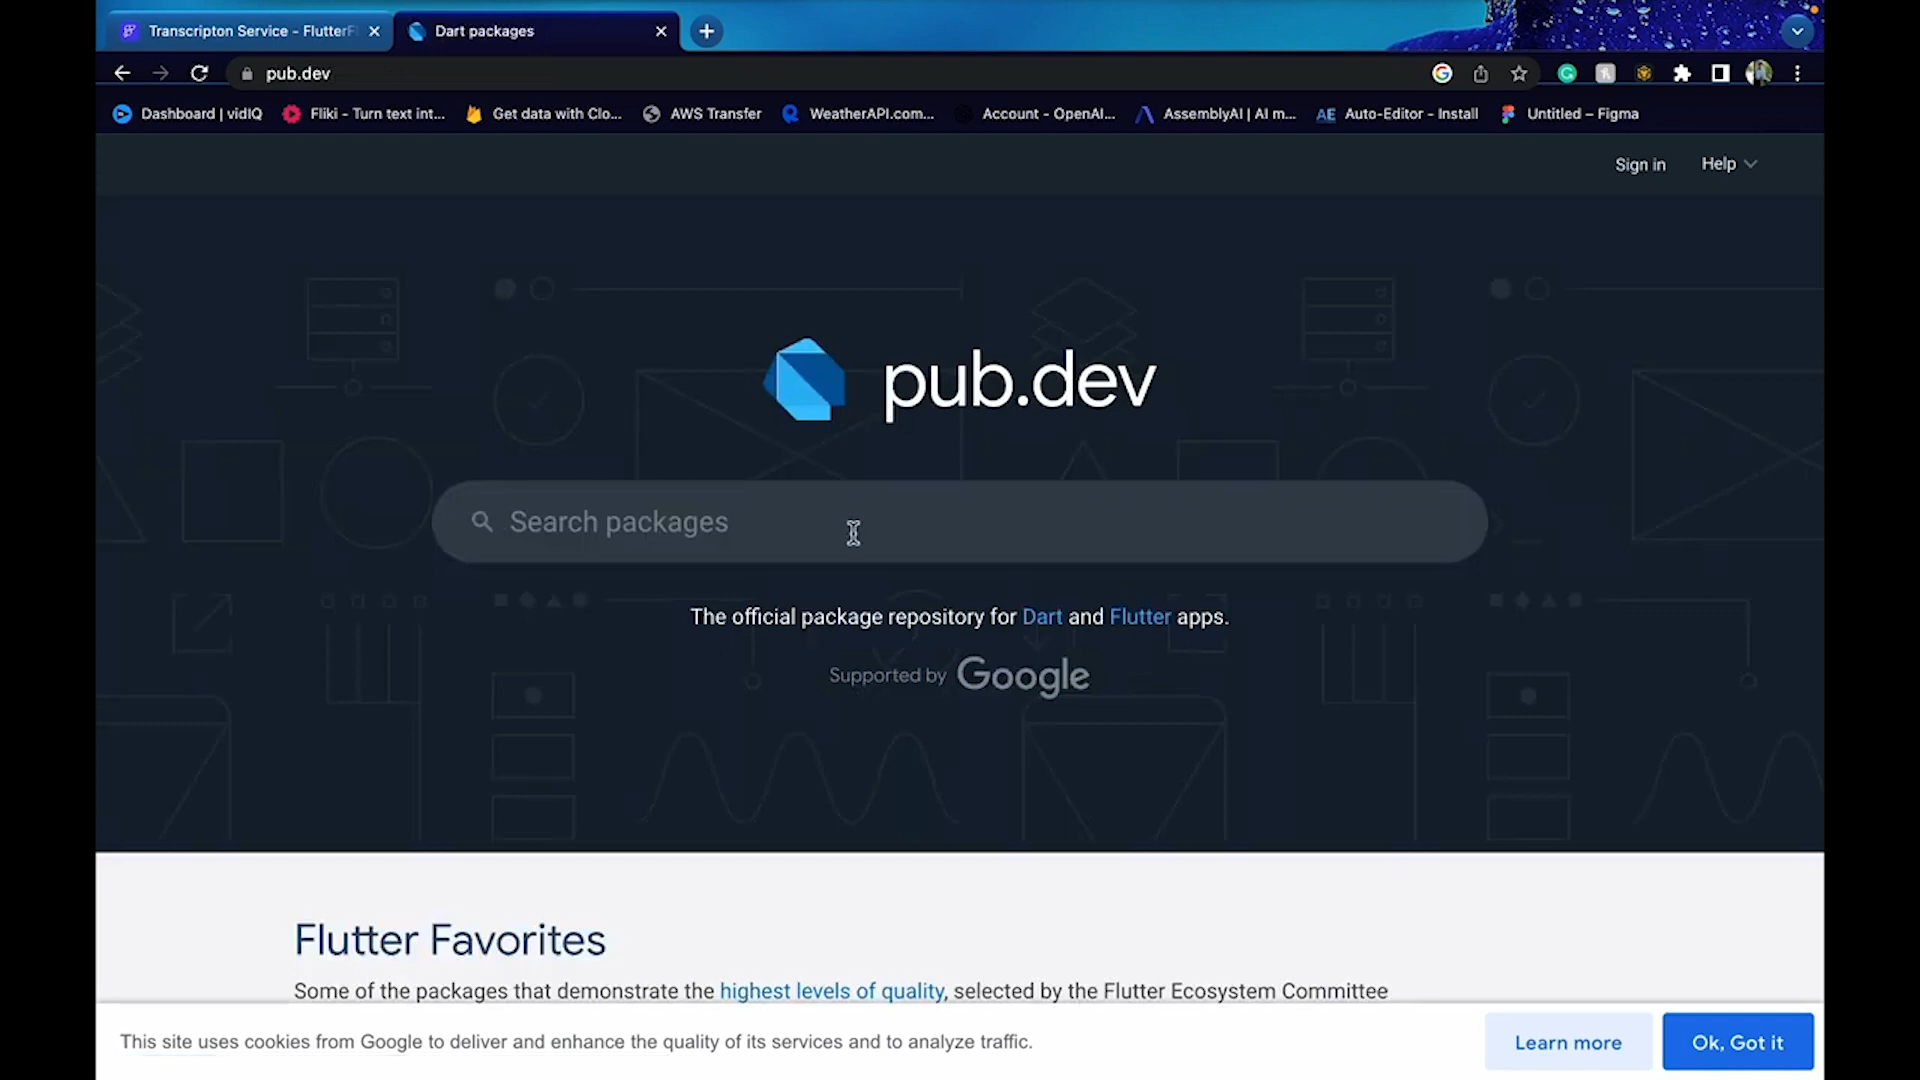 Transcripton Service - FlutterF
Dart packages
pub.dev
Dashboard | vidIQ
Fliki - Turn text int...
Get data with Clo...
AWS Transfer
WeatherAPI.com...
Account - OpenAI...
AssemblyAI | AI m...
AE Auto-Editor - Install
Untitled – Figma
Sign in
Help
pub.dev
Search packages
The official package repository for Dart and Flutter apps.
Supported by Google
Flutter Favorites
Some of the packages that demonstrate the highest levels of quality, selected by the Flutter Ecosystem Committee
This site uses cookies from Google to deliver and enhance the quality of its services and to analyze traffic.
Learn more
Ok, Got it